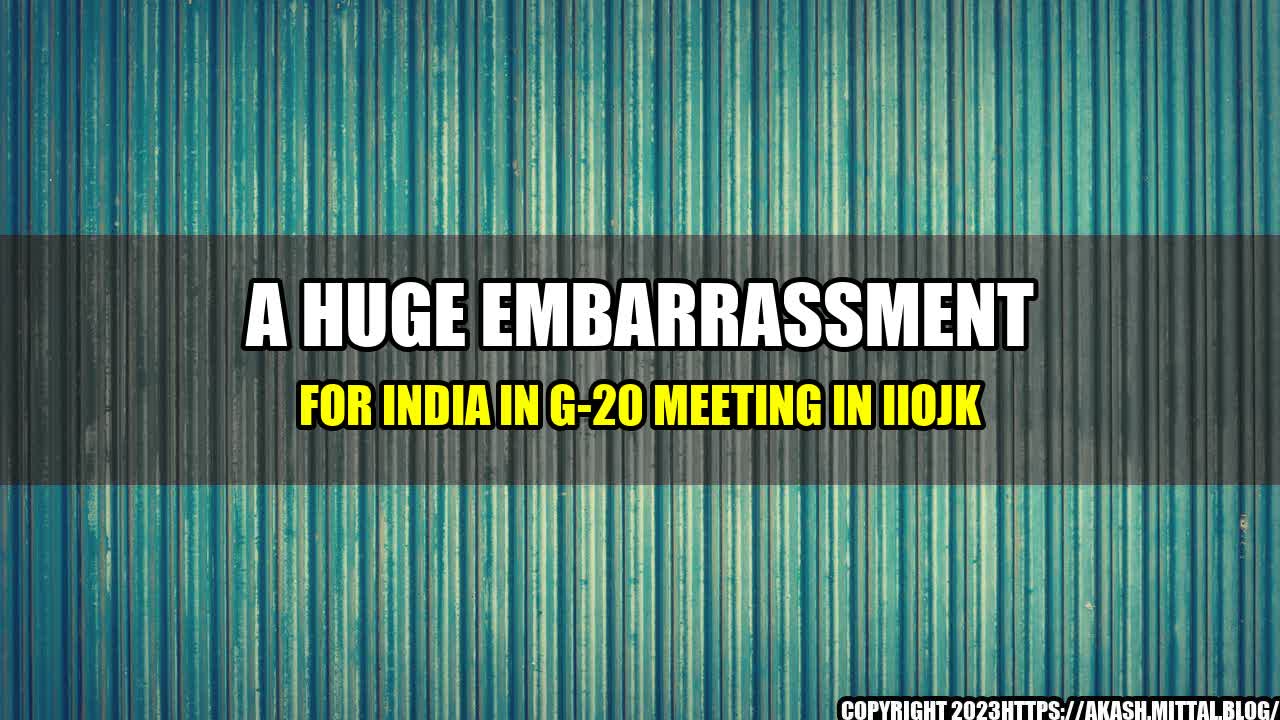 A HUGE EMBARRASSMENT
FOR INDIA IN G-20 MEETING IN IIOJK
COPYRIGHT 2023HTTPS://AKASH.MITTAL.BLOG/